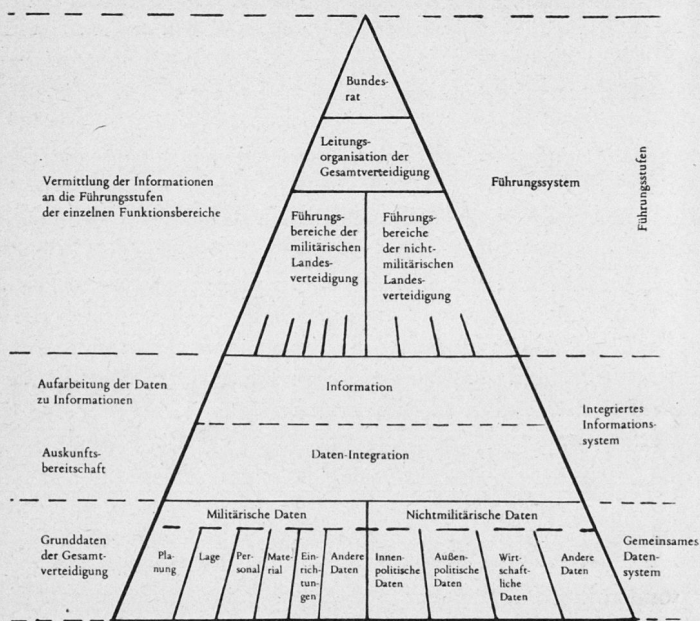 Bundes-
rat
Leitungs-
organisation der
Gesamtverteidigung
Vermittlung der Informationen
an die Führungsstufen
der einzelnen Funktionsbereiche
Führungssystem
Führungsstufen
Führungs-
bereiche der
militärischen
Landes-
verteidigung
Führungs-
bereiche
der nicht-
militärischen
Landes-
verteidigung
Aufarbeitung der Daten
zu Informationen
Information
Integriertes
Informations-
system
Auskunfts-
bereitschaft
Daten-Integration
Militärische Daten
Nichtmilitärische Daten
Grunddaten
der Gesamt-
verteidigung
Pla-
nung
Lage
Per-
sonal
Mate-
rial
Ein-
rich-
tun-
gen
Andere
Daten
Innen-
politische
Daten
Außen-
politische
Daten
Wirt-
schaft-
liche
Daten
Andere
Daten
Gemeinsames
Daten-
system